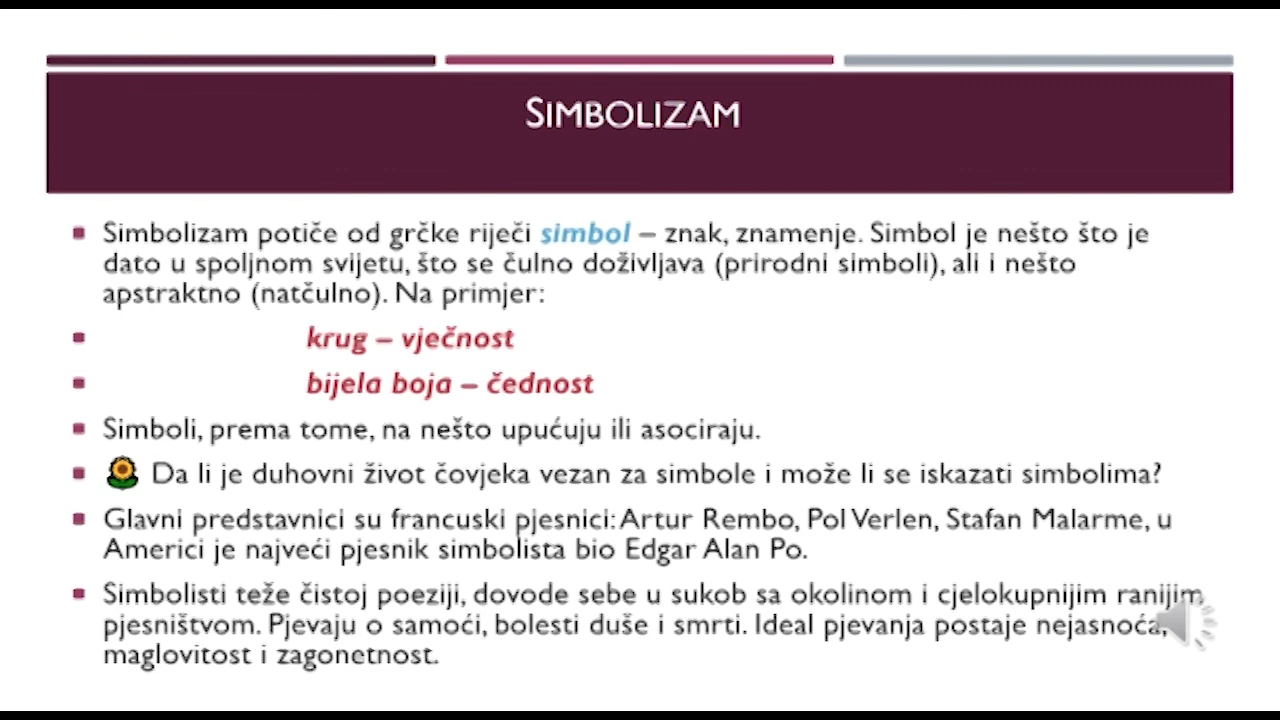 SIMBOLIZAM
Simbolizam potiče od grčke riječi simbol – znak, znamenje. Simbol je nešto što je
dato u spoljnom svijetu, što se čulno doživljava (prirodni simboli), ali i nešto
apstraktno (natčulno). Na primjer:
krug – vječnost
bijela boja – čednost
Simboli, prema tome, na nešto upućuju ili asociraju.
Da li je duhovni život čovjeka vezan za simbole i može li se iskazati simbolima?
Glavni predstavnici su francuski pjesnici: Artur Rembo, Pol Verlen, Stafan Malarme, u
Americi je najveći pjesnik simbolista bio Edgar Alan Po.
Simbolisti teže čistoj poeziji, dovode sebe u sukob sa okolinom i cjelokupnijim ranijim
pjesništvom. Pjevaju o samoći, bolesti duše i smrti. Ideal pjevanja postaje nejasnoća,
maglovitost i zagonetnost.